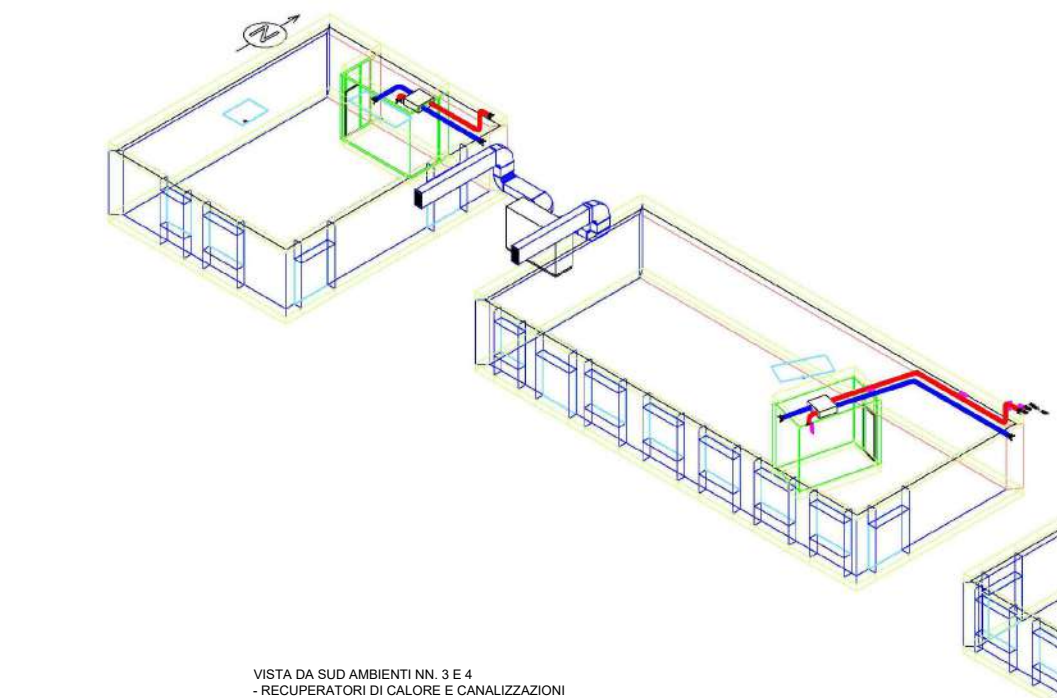 N
VISTA DA SUD AMBIENTI NN. 3 E 4
- RECUPERATORI DI CALORE E CANALIZZAZIONI